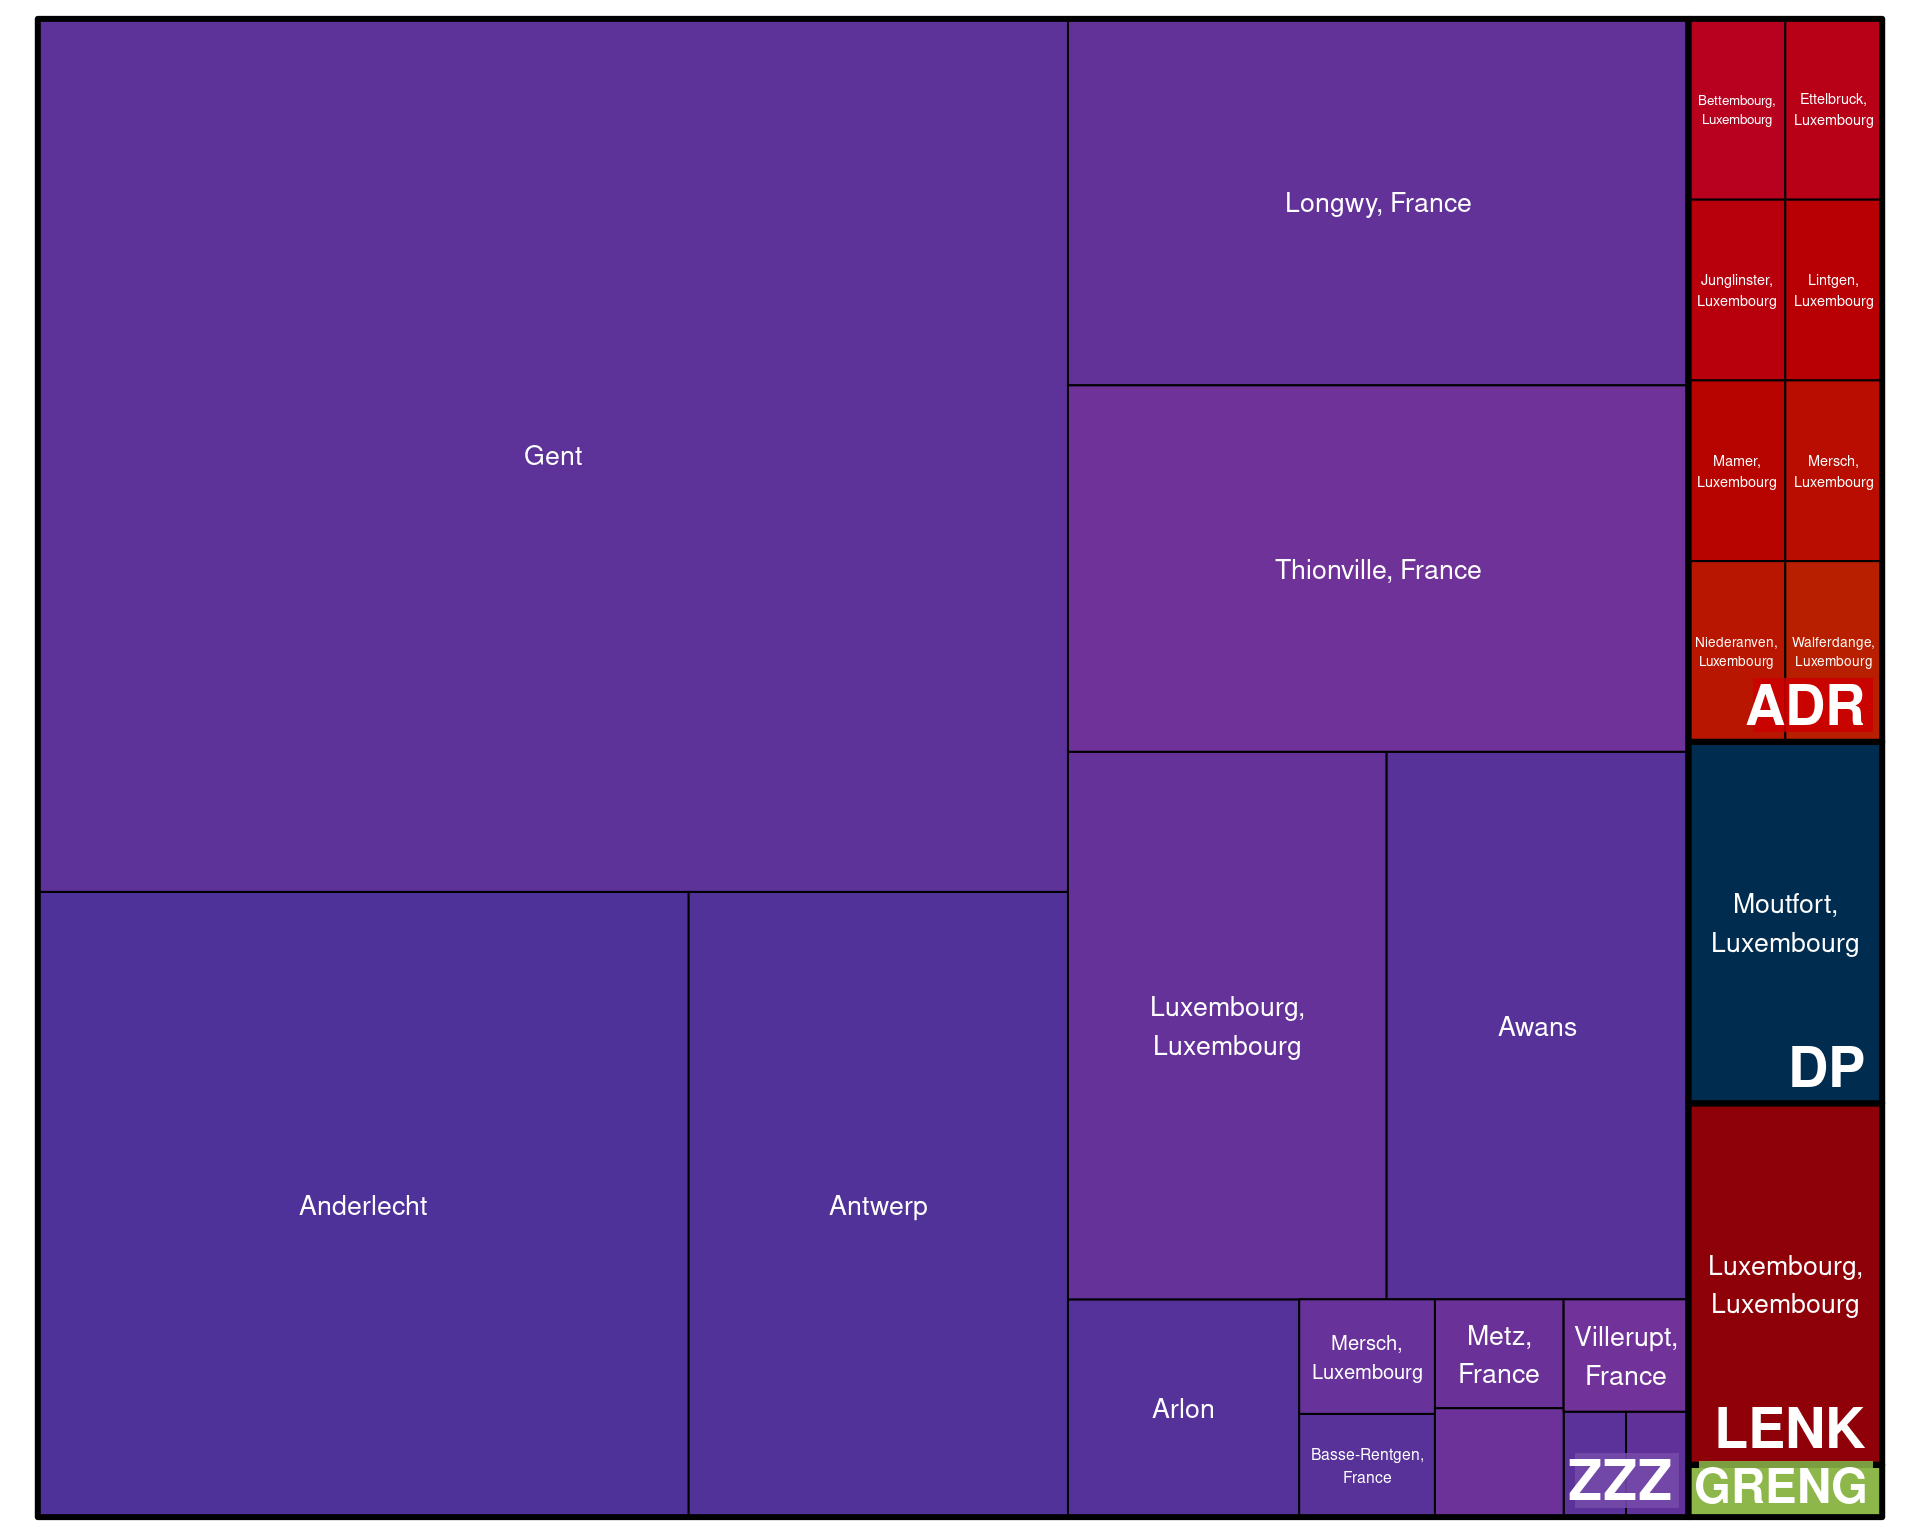 Gent
Anderlecht
Antwerp
Longwy, France
Thionville, France
Luxembourg,
Luxembourg
Awans
Arlon
Mersch,
Luxembourg
Basse-Rentgen,
France
Metz,
France
Villerupt,
France
ZZZ
Bettembourg,
Luxembourg
Ettelbruck,
Luxembourg
Junglinster,
Luxembourg
Lintgen,
Luxembourg
Mamer,
Luxembourg
Mersch,
Luxembourg
Niederanven,
Luxembourg
Walferdange,
Luxembourg
ADR
Moutfort,
Luxembourg
DP
Luxembourg,
Luxembourg
LENK
GRENG